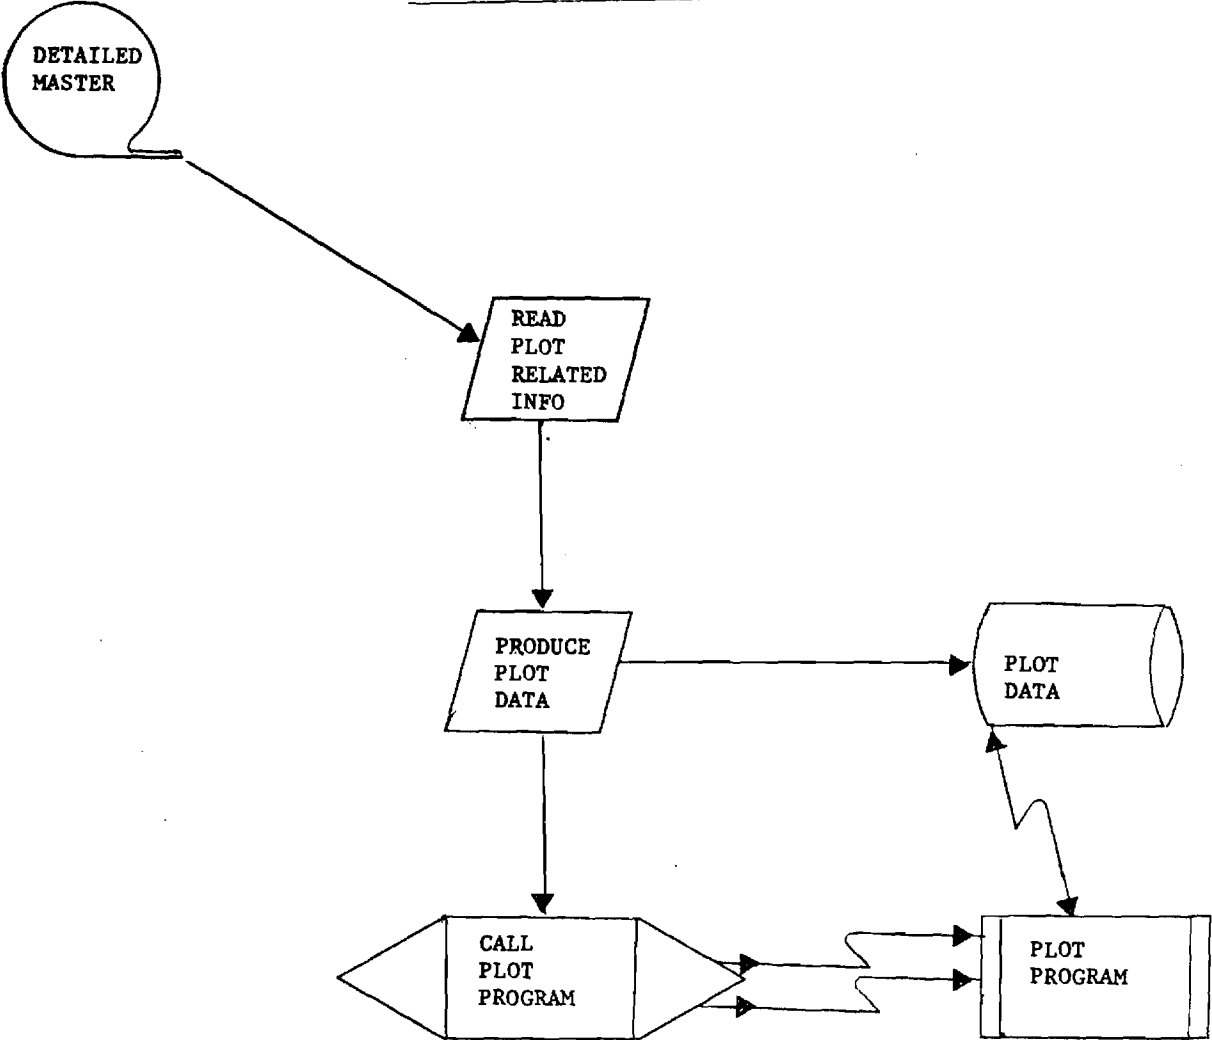 DETAILED
MASTER
READ
PLOT
RELATED
INFO
PRODUCE
PLOT
DATA
PLOT
DATA
CALL
PLOT
PROGRAM
PLOT
PROGRAM